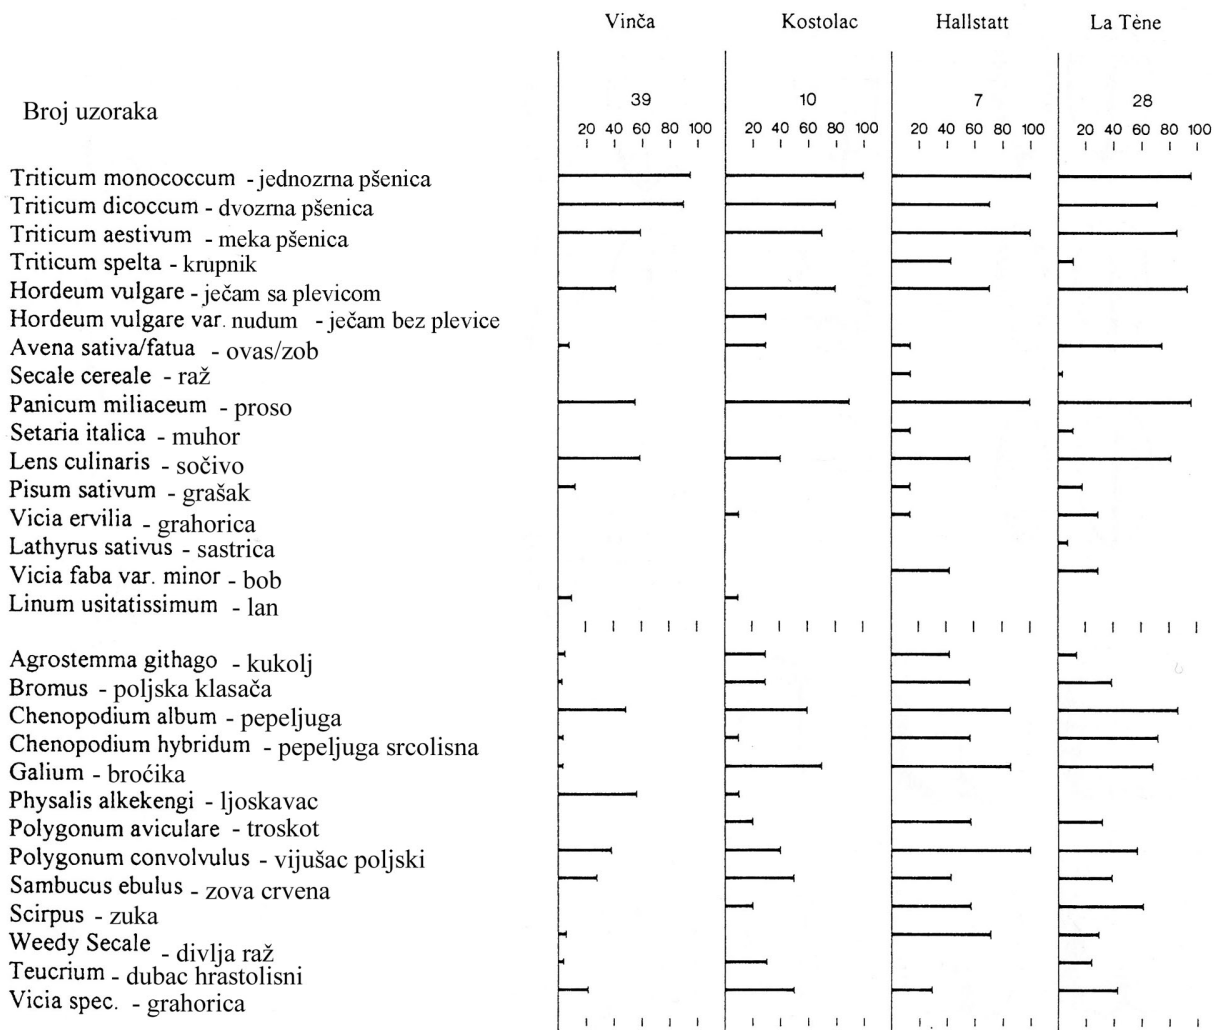 Vinča Kostolac Hallstatt La Tène
Broj uzoraka 39 10 7 28
20 40 60 80 100 20 40 60 80 100 20 40 60 80 100 20 40 60 80 100
Triticum monococcum - jednozrna pšenica
Triticum dicoccum - dvozrna pšenica
Triticum aestivum - meka pšenica
Triticum spelta - krupnik
Hordeum vulgare - ječam sa plevicom
Hordeum vulgare var. nudum - ječam bez plevice
Avena sativa/fatua - ovas/zob
Secale cereale - raž
Panicum miliaceum - proso
Setaria italica - muhor
Lens culinaris - sočivo
Pisum sativum - grašak
Vicia ervilia - grahorica
Lathyrus sativus - sastrica
Vicia faba var. minor - bob
Linum usitatissimum - lan
Agrostemma githago - kukolj
Bromus - poljska klasača
Chenopodium album - pepeljuga
Chenopodium hybridum - pepeljuga srcolisna
Galium - broćika
Physalis alkekengi - ljoskavac
Polygonum aviculare - troskot
Polygonum convolvulus - vijušac poljski
Sambucus ebulus - zova crvena
Scirpus - zuka
Weedy Secale - divlja raž
Teucrium - dubac hrastolisni
Vicia spec. - grahorica